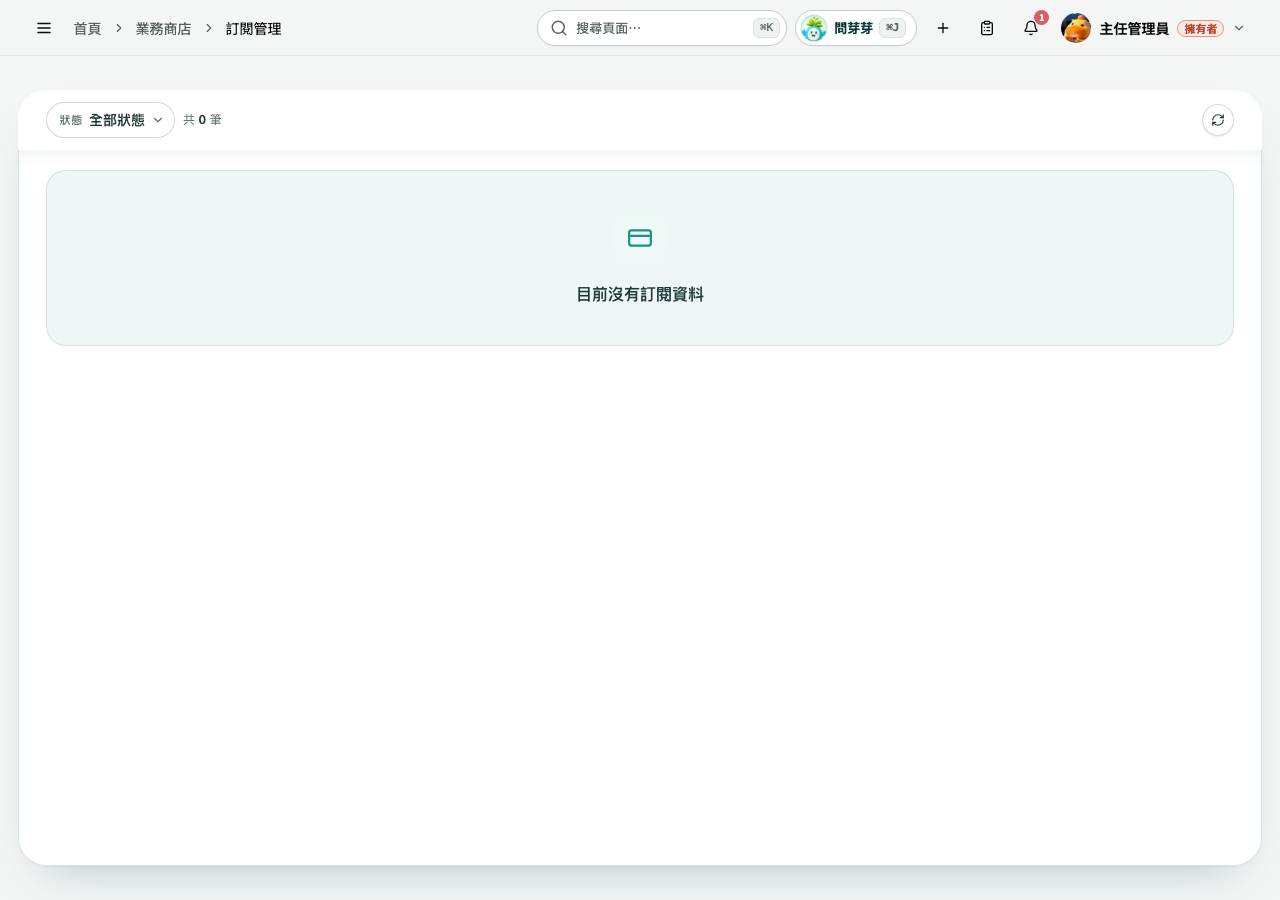 首頁 > 業務商店 > 訂閱管理
搜尋頁面… ⌘K
問芽芽 ⌘J
1
主任管理員 擁有者
狀態 全部狀態 共 0 筆
目前沒有訂閱資料